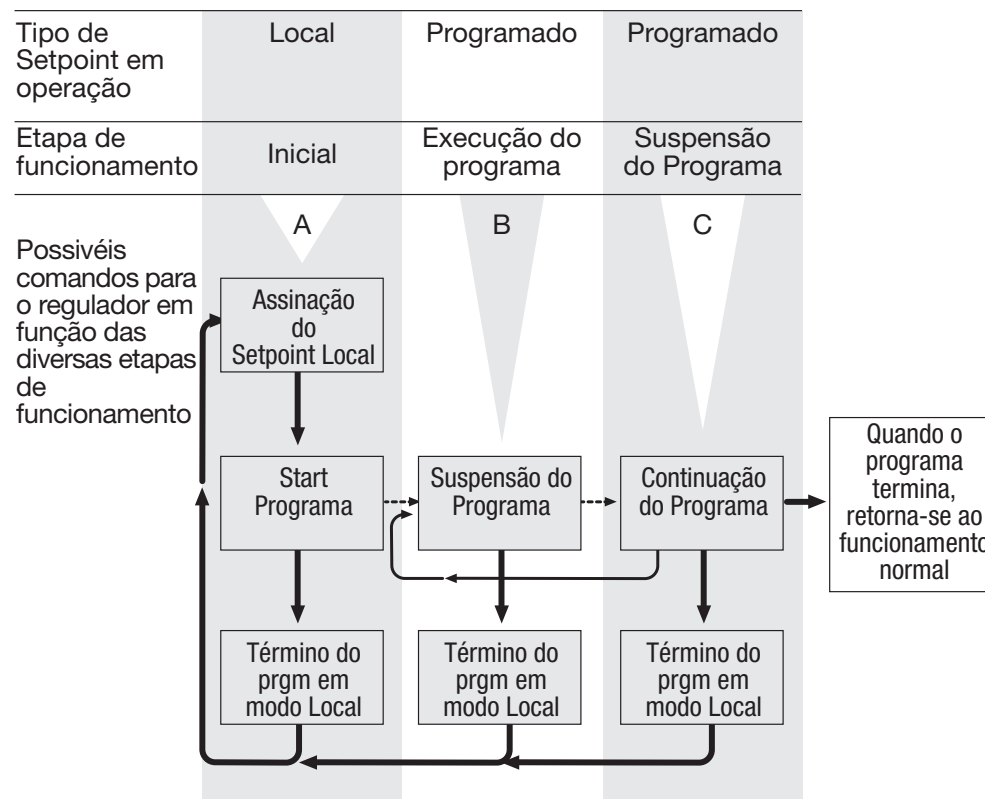 Tipo de
Setpoint em
operação
Local
Programado
Programado
Etapa de
funcionamento
Inicial
Execução do
programa
Suspensão
do Programa
A
B
C
Possivéis
comandos para
o regulador em
função das
diversas etapas
de
funcionamento
Assinação
do
Setpoint Local
Start
Programa
Suspensão do
Programa
Continuação
do Programa
Quando o
programa
termina,
retorna-se ao
funcionamento
normal
Término do
prgm em
modo Local
Término do
prgm em
modo Local
Término do
prgm em
modo Local